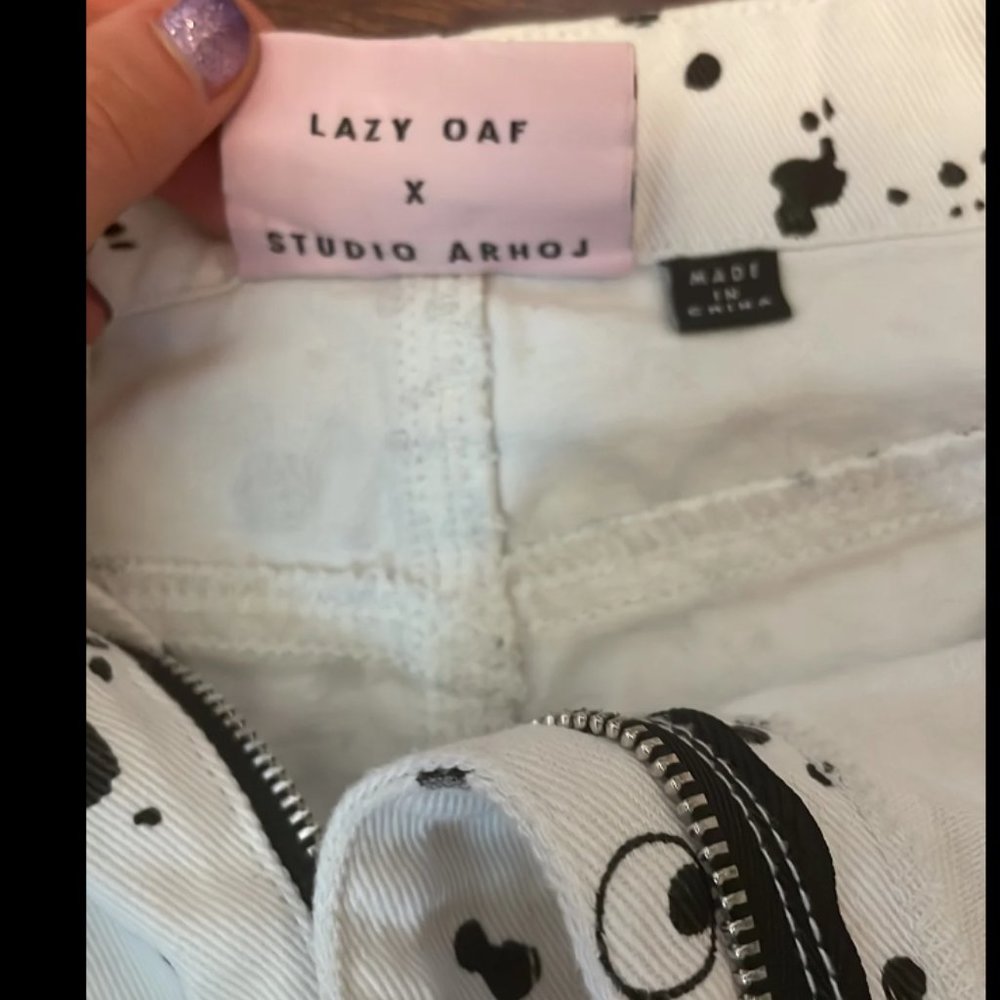 LAZY OAF
X
STUDIO ARHOJ
MADE
IN
CHINA